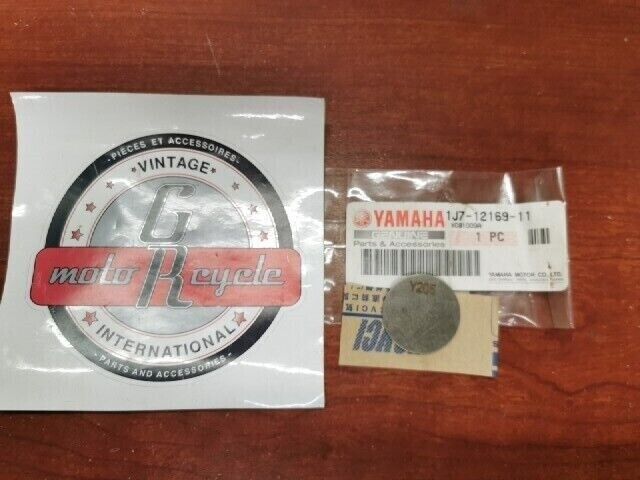 - PIÈCES ET ACCESSOIRES -
VINTAGE
G
moto R cycle
INTERNATIONAL
- PARTS AND ACCESSORIES -
YAMAHA
1J7-12169-11
GENUINE
1 PC
Parts & Accessories
YAMAHA MOTOR CO., LTD.
Y205